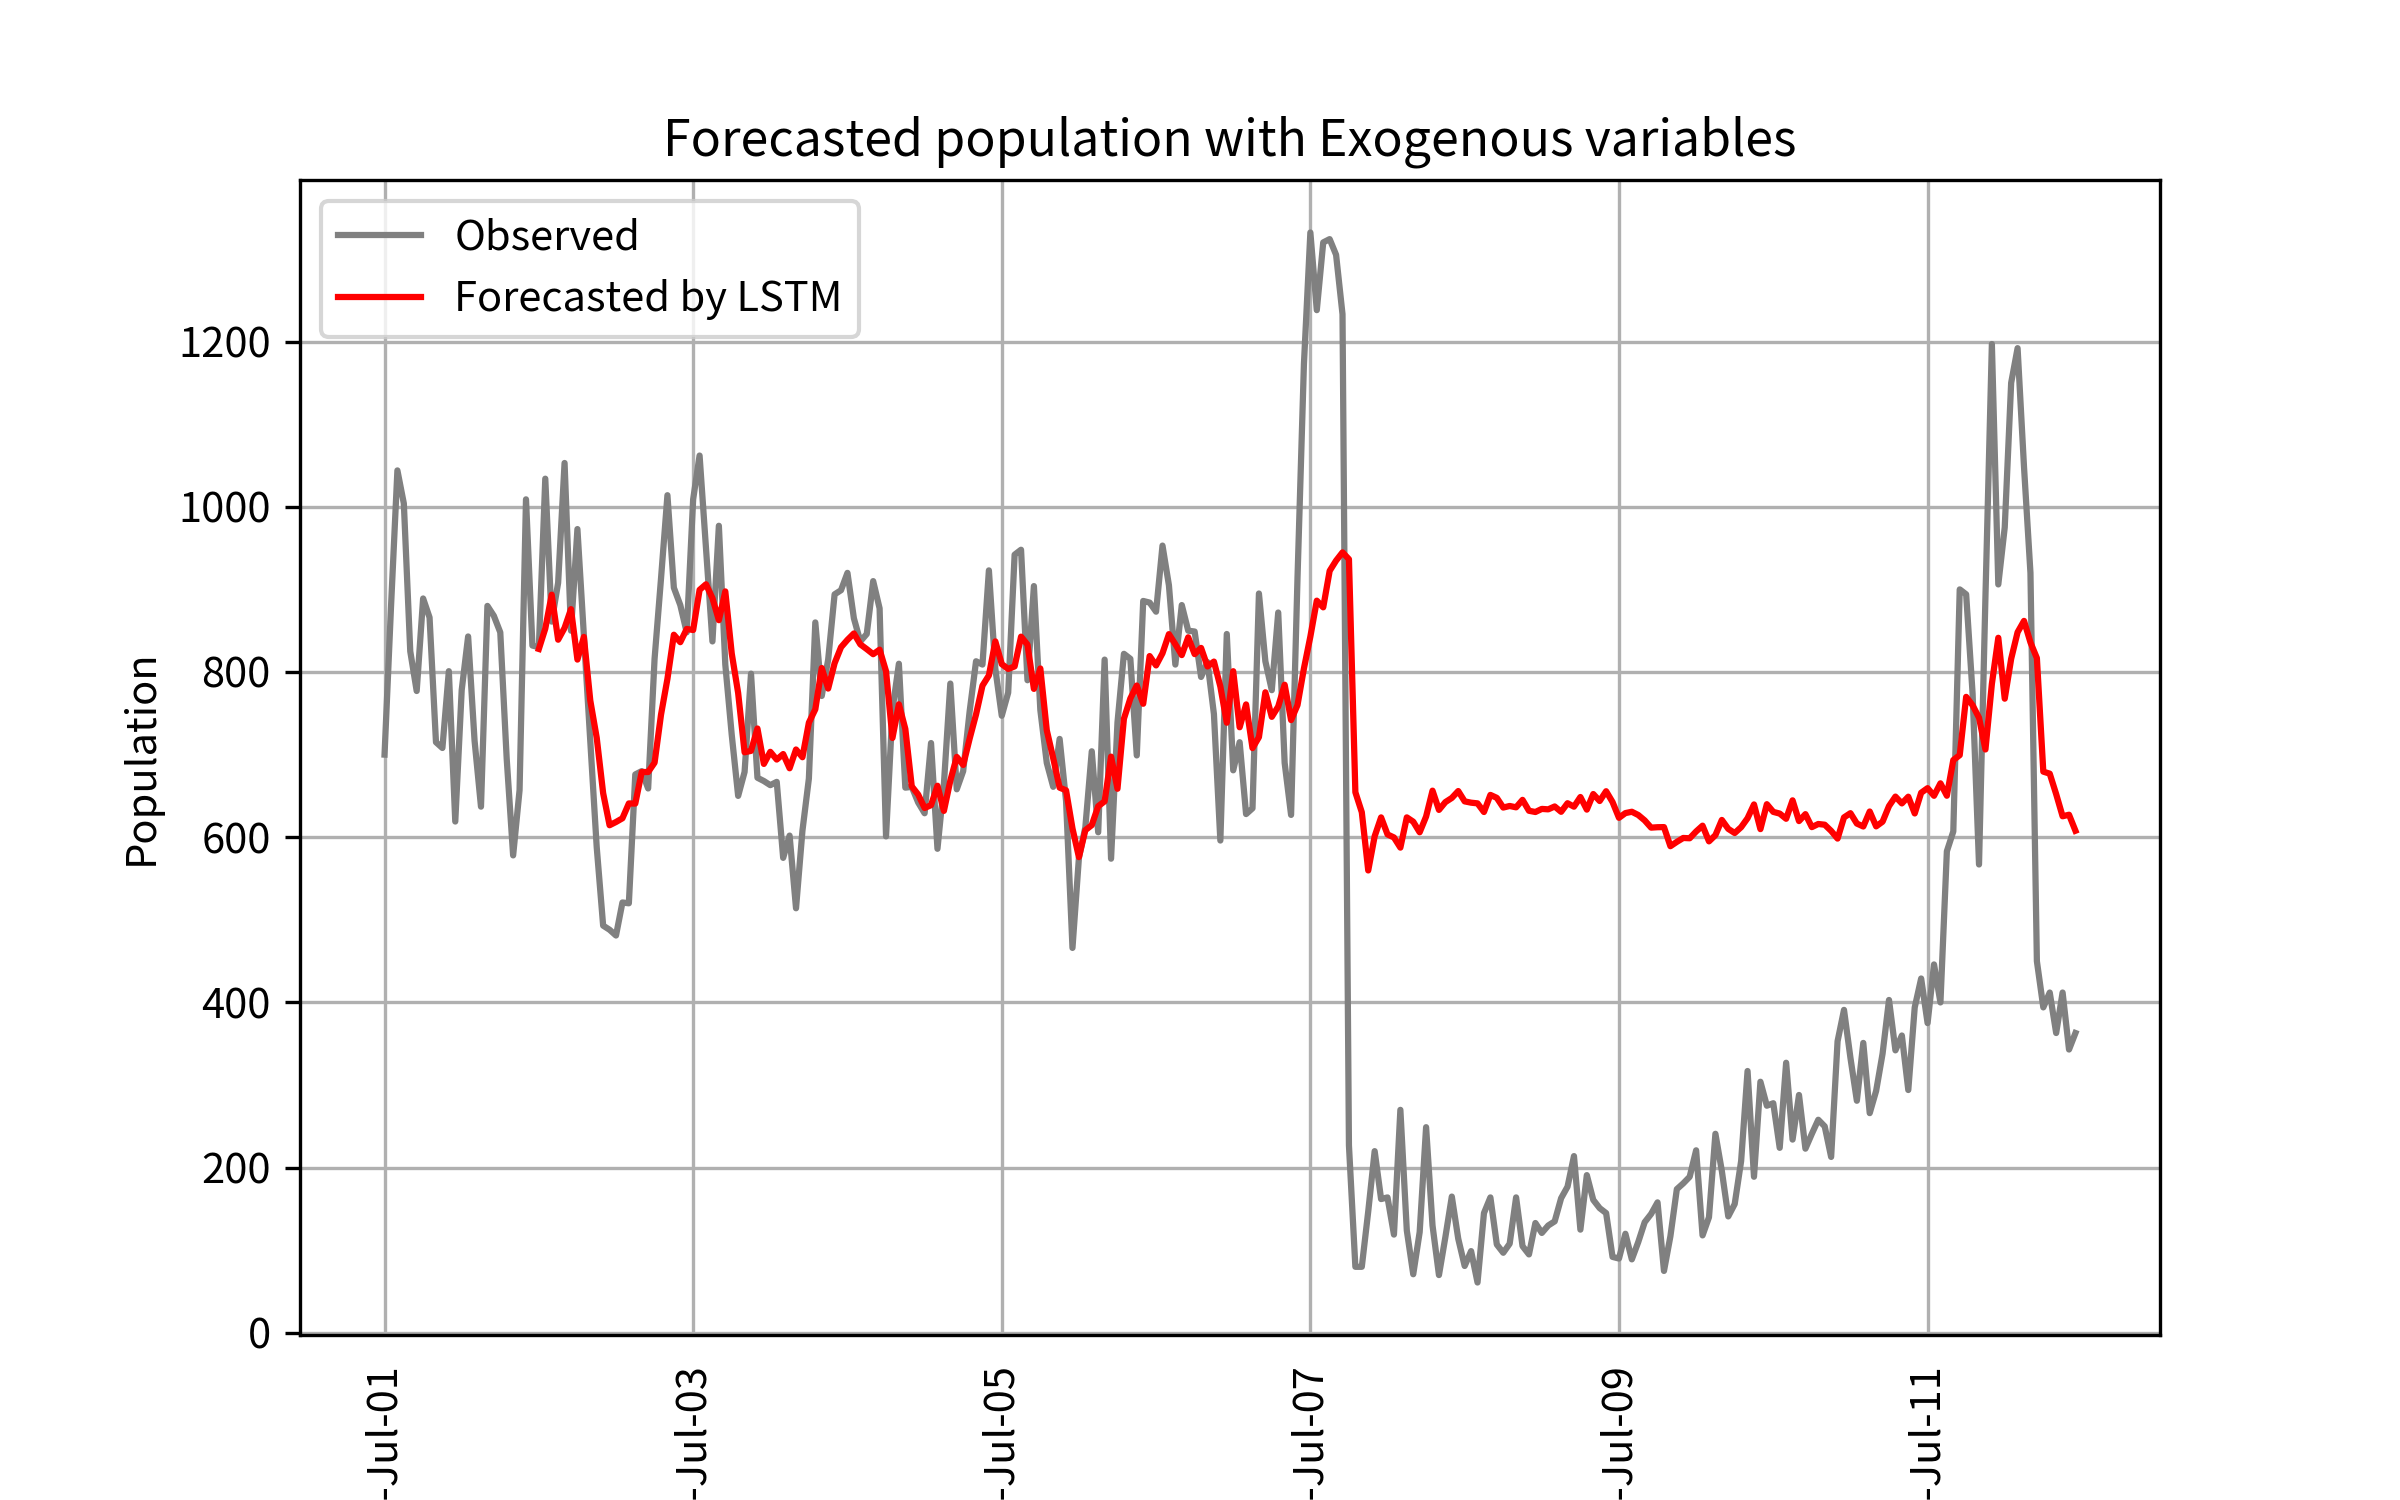 Forecasted population with Exogenous variables
Observed
Forecasted by LSTM
Population
1200
1000
800
600
400
200
0
-Jul-01
-Jul-03
-Jul-05
-Jul-07
-Jul-09
-Jul-11